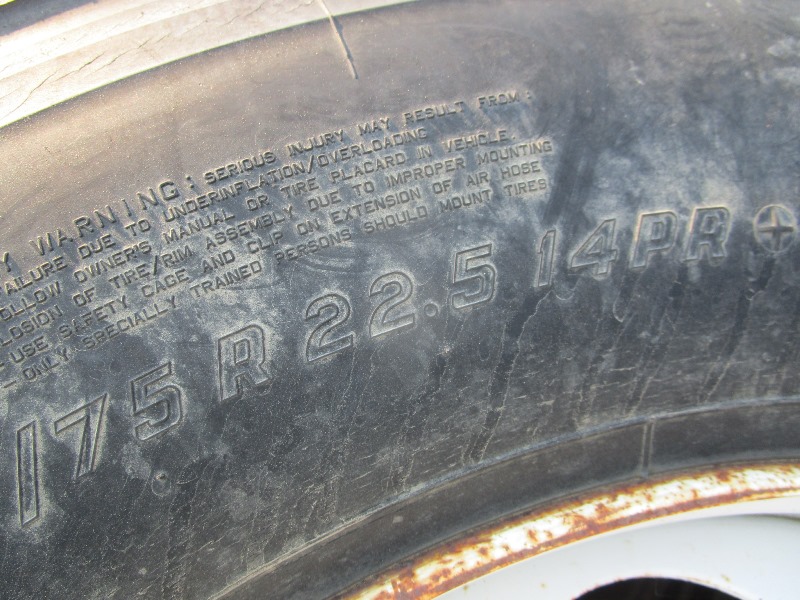 Y WARNING: SERIOUS INJURY MAY RESULT FROM:
FAILURE DUE TO UNDERINFLATION/OVERLOADING
FOLLOW OWNER'S MANUAL OR TIRE PLACARD IN VEHICLE.
PLOSION OF TIRE/RIM ASSEMBLY DUE TO IMPROPER MOUNTING
USE SAFETY CAGE AND CLIP ON EXTENSION OF AIR HOSE
- ONLY SPECIALLY TRAINED PERSONS SHOULD MOUNT TIRES
175 R 22.5 14PR